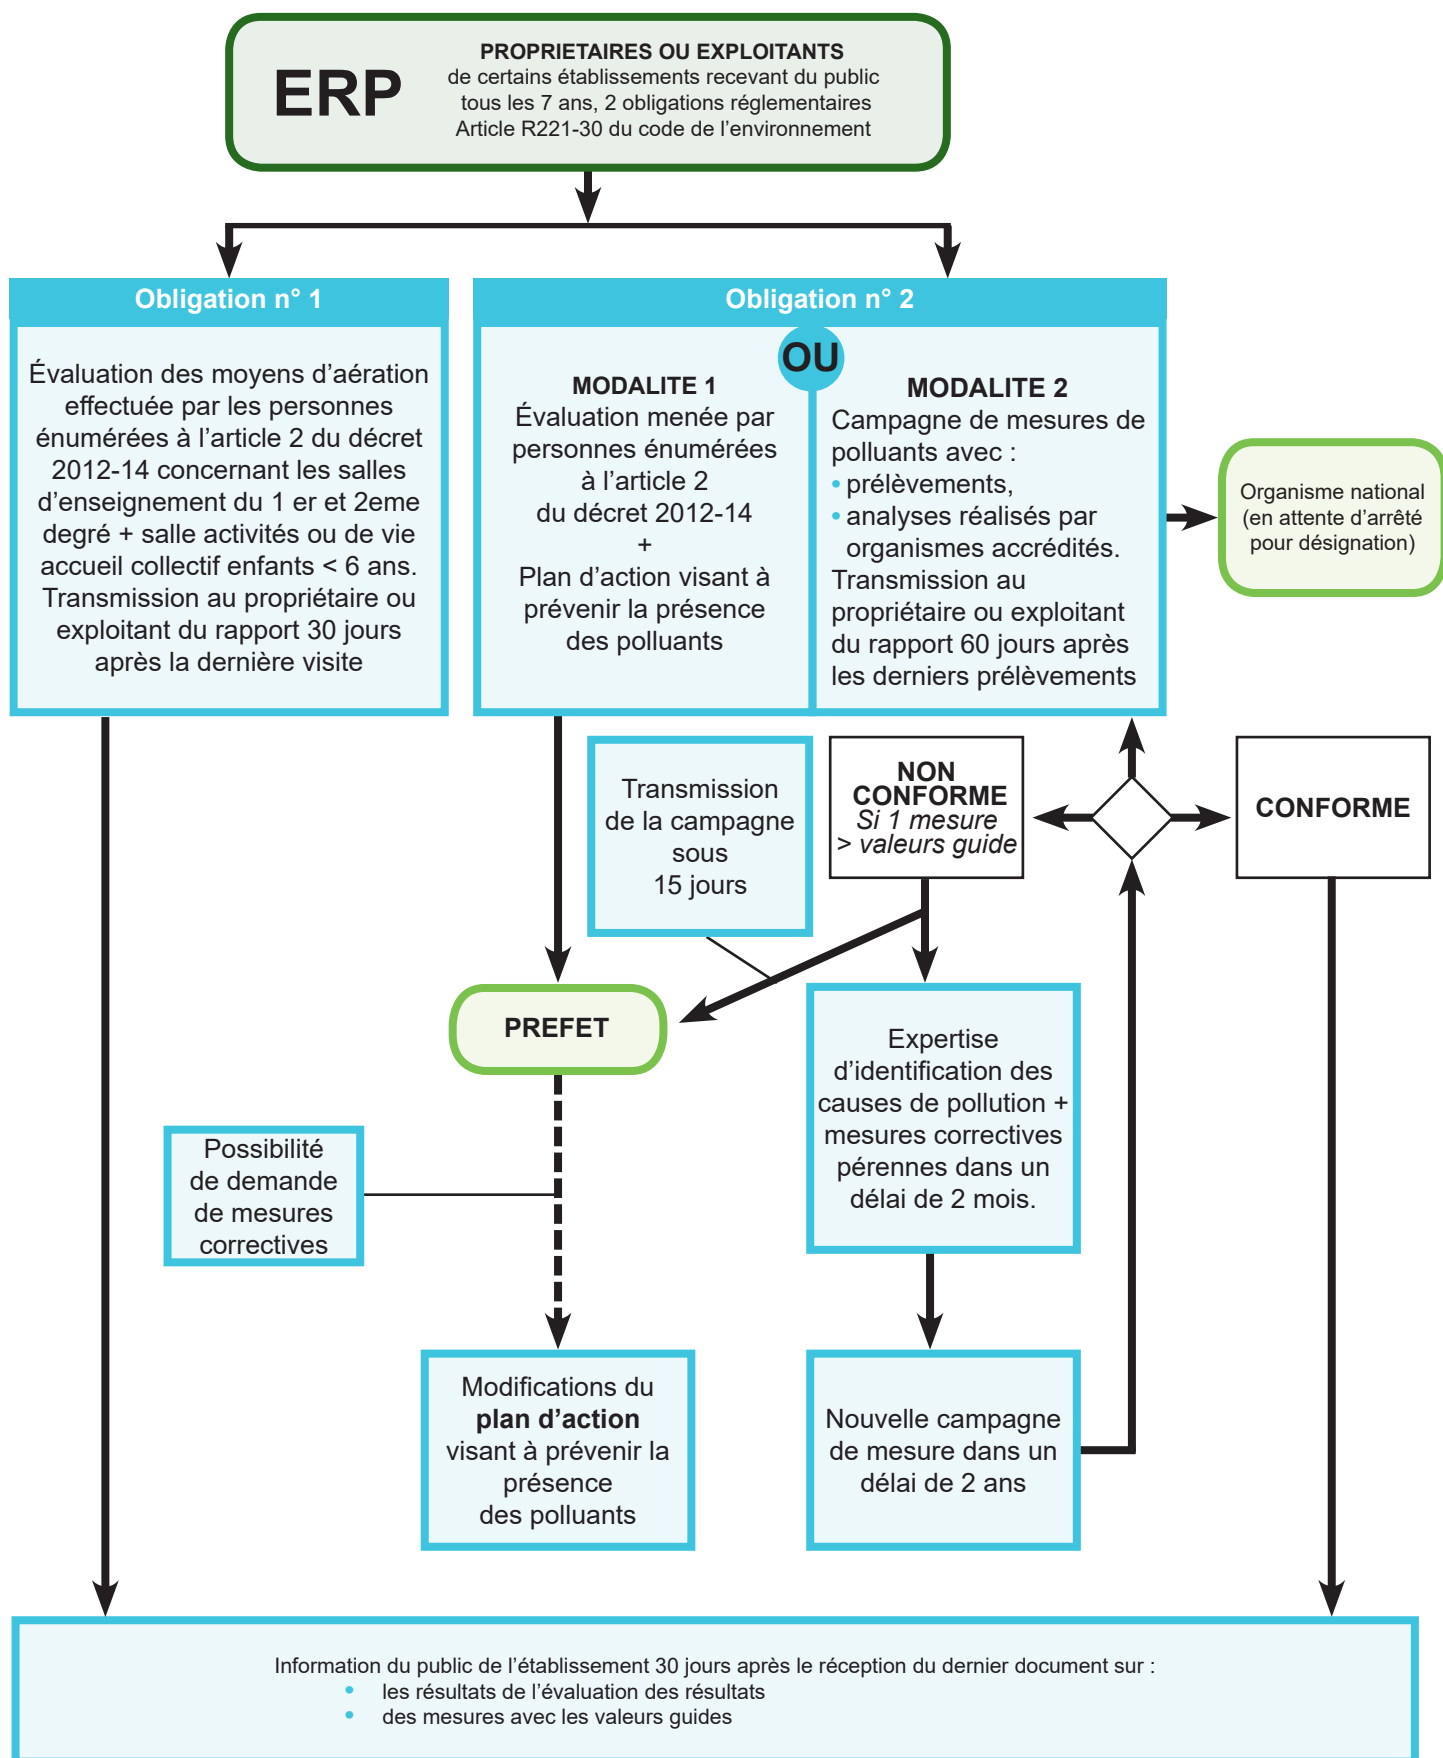 ERP
PROPRIETAIRES OU EXPLOITANTS
de certains établissements recevant du public
tous les 7 ans, 2 obligations réglementaires
Article R221-30 du code de l’environnement
Obligation n° 1
Évaluation des moyens d’aération
effectuée par les personnes
énumérées à l’article 2 du décret
2012-14 concernant les salles
d’enseignement du 1 er et 2eme
degré + salle activités ou de vie
accueil collectif enfants < 6 ans.
Transmission au propriétaire ou
exploitant du rapport 30 jours
après la dernière visite
Obligation n° 2
OU
MODALITE 1
Évaluation menée par
personnes énumérées
à l’article 2
du décret 2012-14
+
Plan d’action visant à
prévenir la présence
des polluants
MODALITE 2
Campagne de mesures de
polluants avec :
• prélèvements,
• analyses réalisés par
organismes accrédités.
Transmission au
propriétaire ou exploitant
du rapport 60 jours après
les derniers prélèvements
Organisme national
(en attente d’arrêté
pour désignation)
Transmission
de la campagne
sous
15 jours
NON
CONFORME
Si 1 mesure
> valeurs guide
CONFORME
PREFET
Expertise
d’identification des
causes de pollution +
mesures correctives
pérennes dans un
délai de 2 mois.
Possibilité
de demande
de mesures
correctives
Modifications du
plan d’action
visant à prévenir la
présence
des polluants
Nouvelle campagne
de mesure dans un
délai de 2 ans
Information du public de l’établissement 30 jours après le réception du dernier document sur :
• les résultats de l’évaluation des résultats
• des mesures avec les valeurs guides